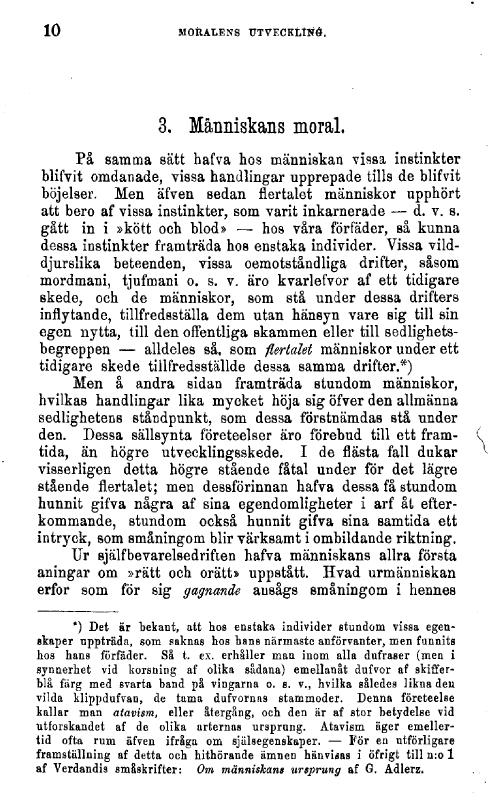 10 MORALENS UTVECKLING.
3. Människans moral.
På samma sätt hafva hos människan vissa instinkter
blifvit omdanade, vissa handlingar upprepade tills de blifvit
böjelser. Men äfven sedan flertalet människor upphört
att bero af vissa instinkter, som varit inkarnerade — d. v. s.
gått in i »kött och blod» — hos våra förfäder, så kunna
dessa instinkter framträda hos enstaka individer. Vissa vild-
djurslika beteenden, vissa oemotståndliga drifter, såsom
mordmani, tjufmani o. s. v. äro kvarlefvor af ett tidigare
skede, och de människor, som stå under dessa drifters
inflytande, tillfredsställa dem utan hänsyn vare sig till sin
egen nytta, till den offentliga skammen eller till sedlighets-
begreppen — alldeles så, som flertalet människor under ett
tidigare skede tillfredsställde dessa samma drifter.*)
Men å andra sidan framträda stundom människor,
hvilkas handlingar lika mycket höja sig öfver den allmänna
sedlighetens ståndpunkt, som dessa förstnämdas stå under
den. Dessa sällsynta företeelser äro förebud till ett fram-
tida, än högre utvecklingsskede. I de flästa fall dukar
visserligen detta högre stående fåtal under för det lägre
stående flertalet; men dessförinnan hafva dessa få stundom
hunnit gifva några af sina egendomligheter i arf åt efter-
kommande, stundom också hunnit gifva sina samtida ett
intryck, som småningom blir värksamt i ombildande riktning.
Ur själfbevarelsedriften hafva människans allra första
aningar om »rätt och orätt» uppstått. Hvad urmänniskan
erfor som för sig gagnande ansågs småningom i hennes
*) Det är bekant, att hos enstaka individer stundom vissa egen-
skaper uppträda, som saknas hos hans närmaste anförvanter, men funnits
hos hans förfäder. Så t. ex. erhåller man inom alla dufraser (men i
synnerhet vid korsning af olika sådana) emellanåt dufvor af skiffer-
blå färg med svarta band på vingarna o. s. v., hvilka således likna den
vilda klippdufvan, de tama dufvornas stammoder. Denna företeelse
kallar man atavism, eller återgång, och den är af stor betydelse vid
utforskandet af de olika arternas ursprung. Atavism äger emeller-
tid ofta rum äfven ifråga om själsegenskaper. — För en utförligare
framställning af detta och hithörande ämnen hänvisas i öfrigt till n:o 1
af Verdandis småskrifter: Om människans ursprung af G. Adlerz.